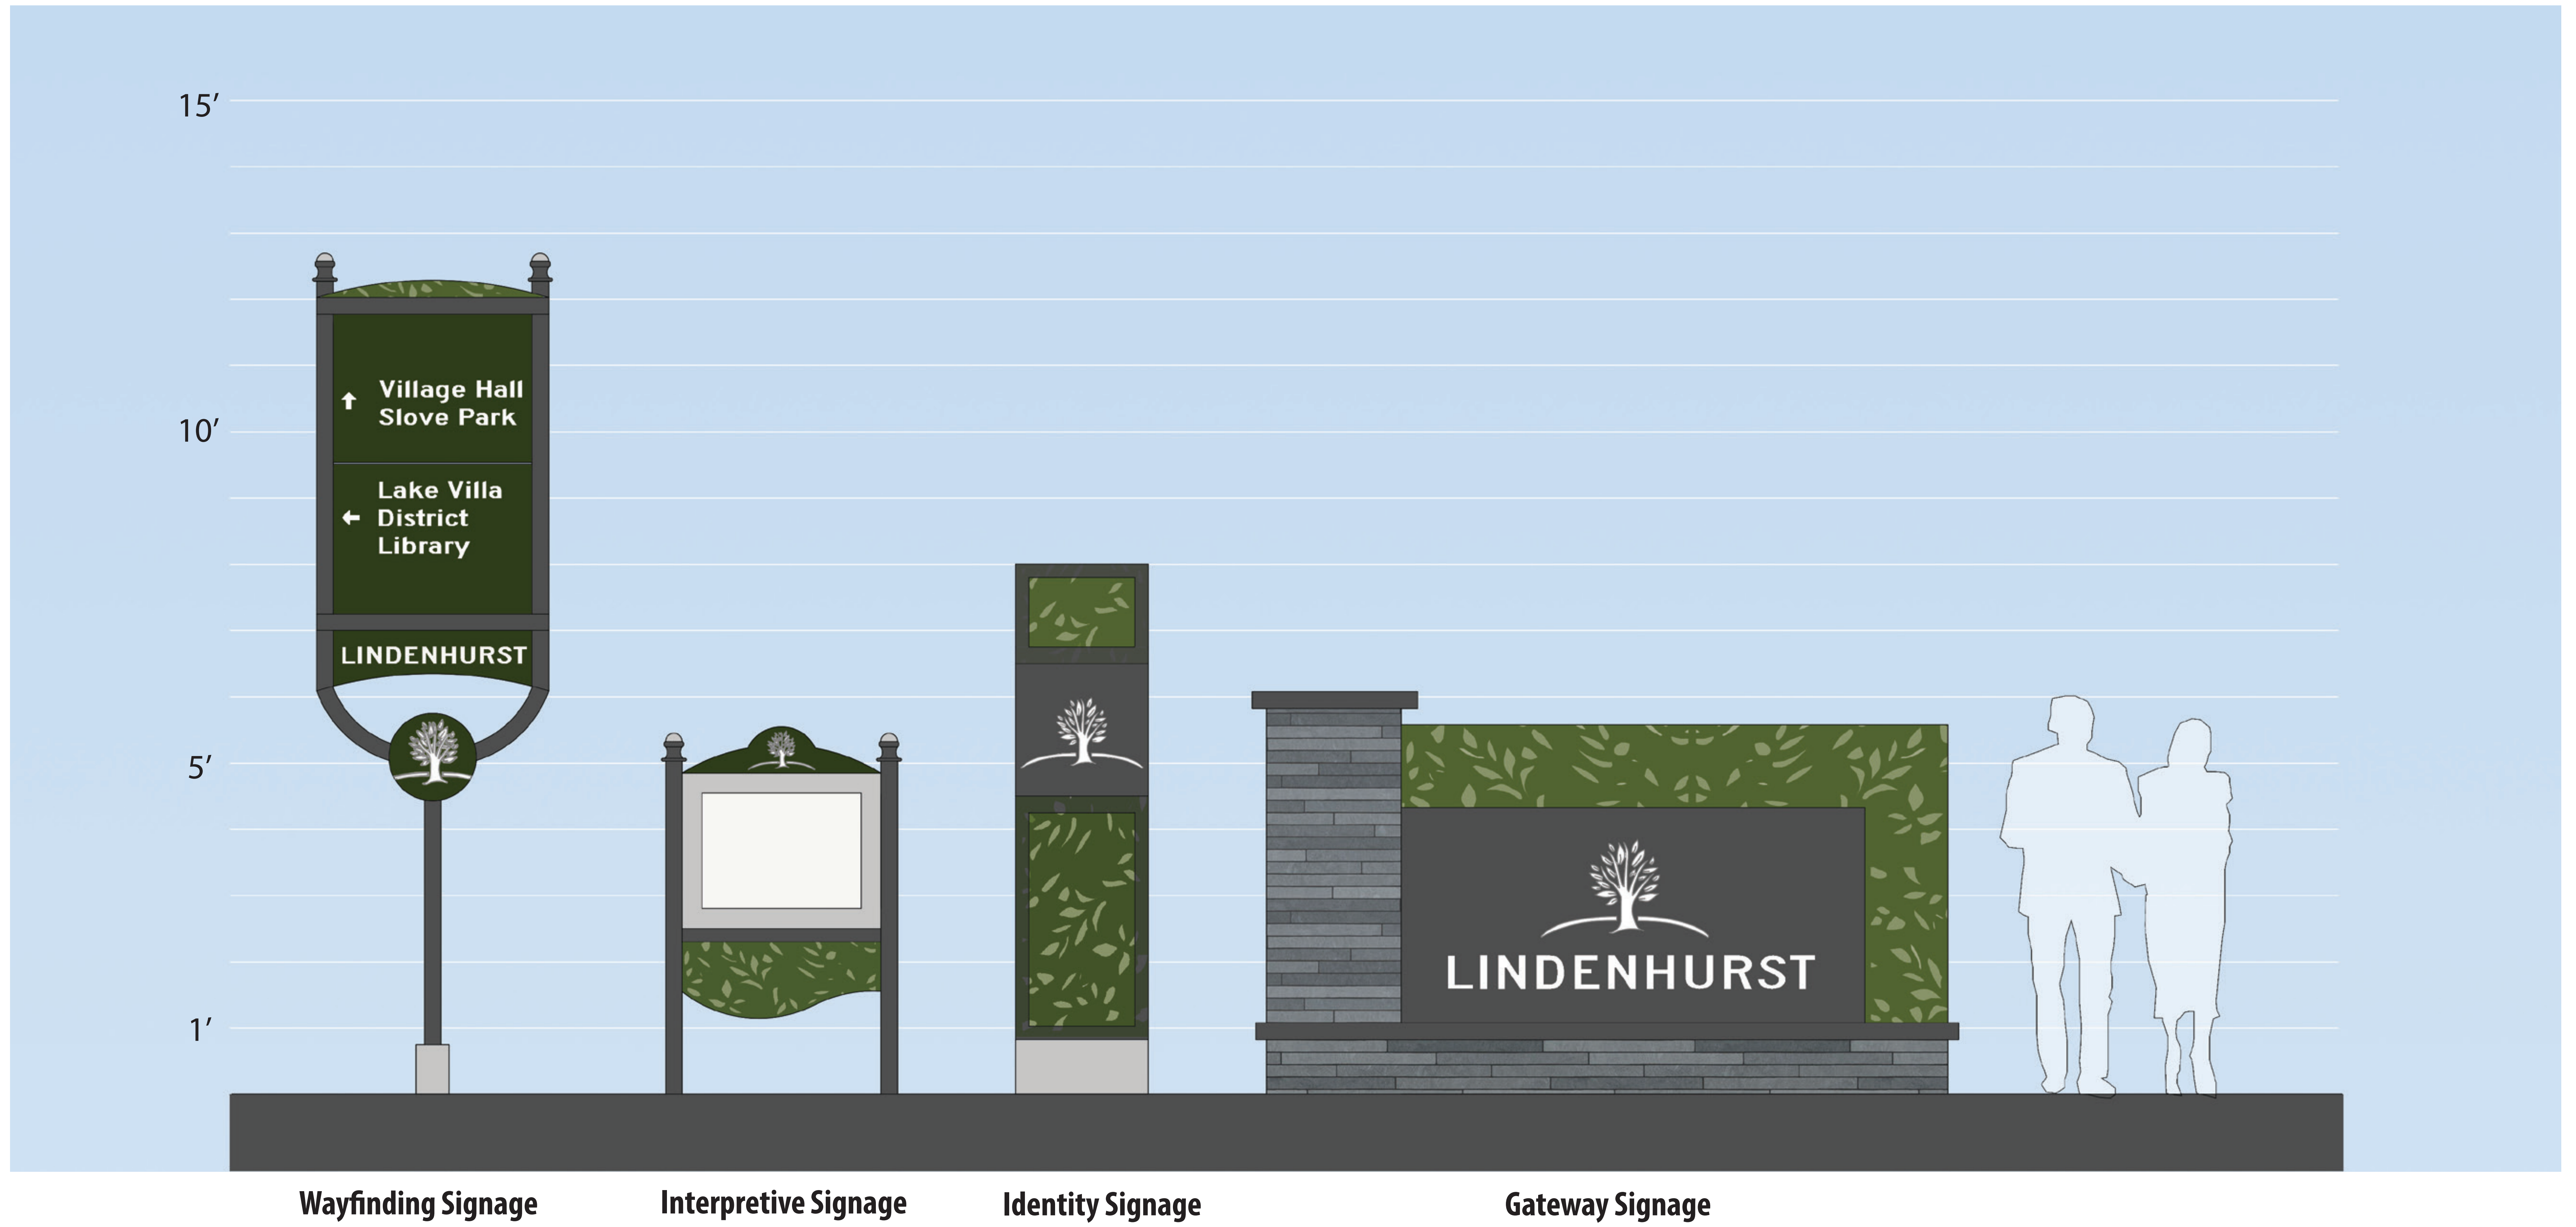 15′
10′
5′
1′
Village Hall
Slove Park
Lake Villa
District
Library
LINDENHURST
LINDENHURST
Wayfinding Signage
Interpretive Signage
Identity Signage
Gateway Signage